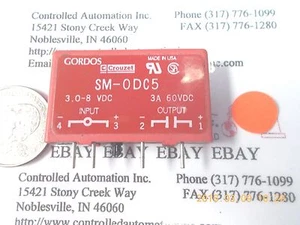 Controlled Automation Inc. Phone (317) 776-1099
15421 Stony Creek Way FAX (317) 776-1280
Noblesville, IN 46060
GORDOS MADE IN USA
Crouzet
SM-ODC5
3.0-8 VDC 3A 60VDC
INPUT OUTPUT
4 3 2 1
EBAY EBAY EBAY EBAY
Controlled Automation Inc. Phone (317) 776-1099
15421 Stony Creek Way FAX (317) 776-1280
Noblesville, IN 46060